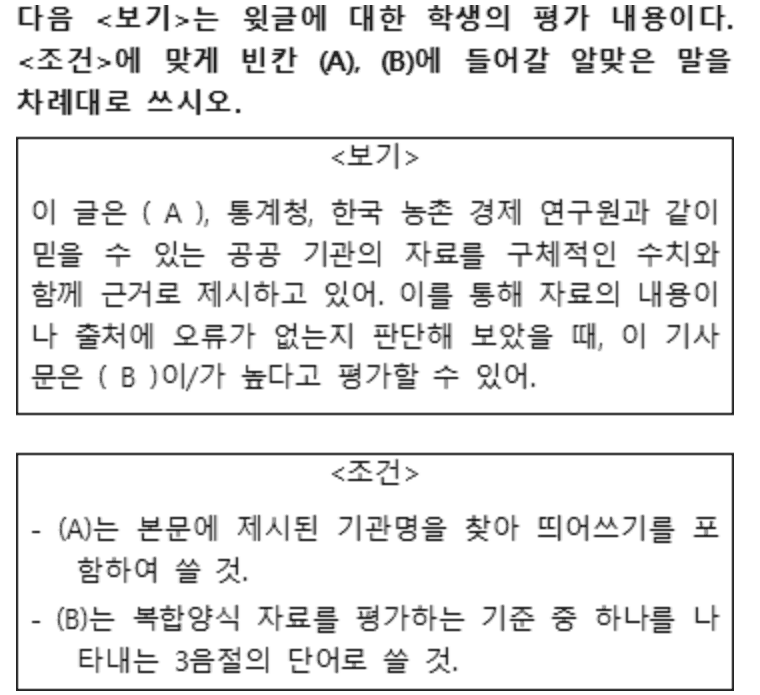 다음 <보기>는 윗글에 대한 학생의 평가 내용이다.
<조건>에 맞게 빈칸 (A), (B)에 들어갈 알맞은 말을
차례대로 쓰시오.
<보기>
이 글은 ( A ), 통계청, 한국 농촌 경제 연구원과 같이
믿을 수 있는 공공 기관의 자료를 구체적인 수치와
함께 근거로 제시하고 있어. 이를 통해 자료의 내용이
나 출처에 오류가 없는지 판단해 보았을 때, 이 기사
문은 ( B )이/가 높다고 평가할 수 있어.
<조건>
- (A)는 본문에 제시된 기관명을 찾아 띄어쓰기를 포
함하여 쓸 것.
- (B)는 복합양식 자료를 평가하는 기준 중 하나를 나
타내는 3음절의 단어로 쓸 것.